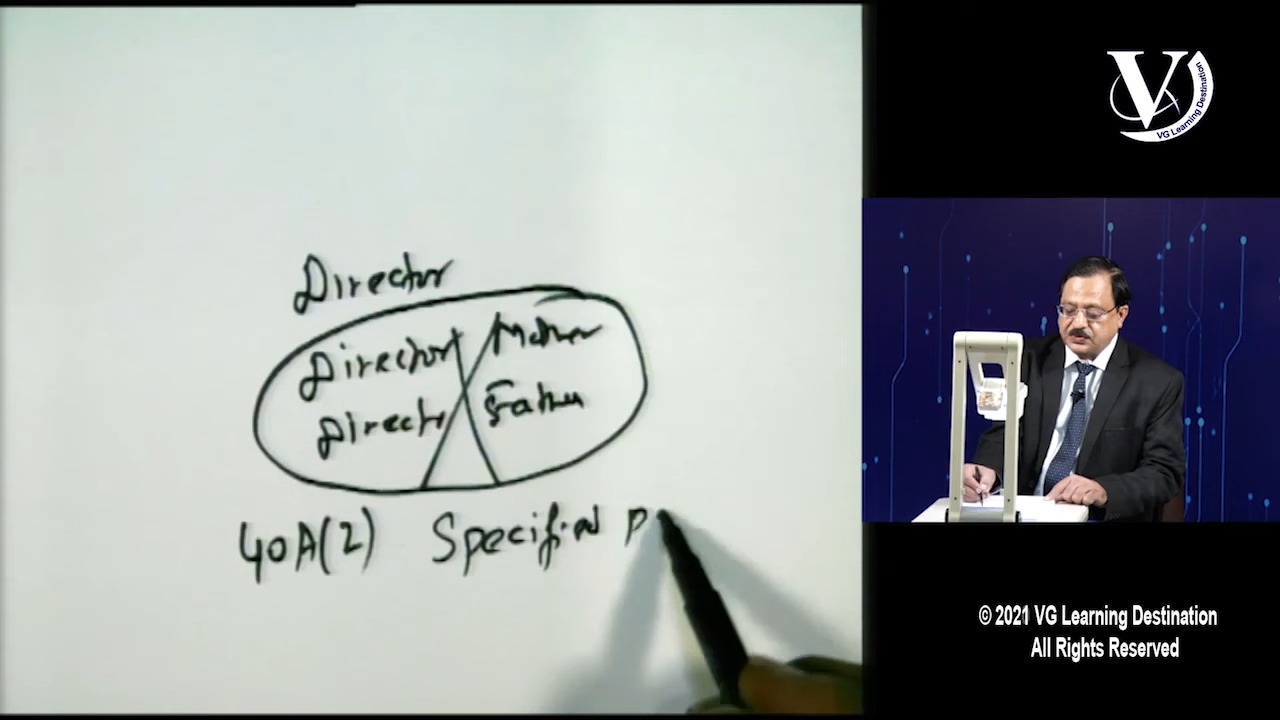 Director
Director Mother
Director Father
40A(2) Specified P
V
VG Learning Destination
© 2021 VG Learning Destination
All Rights Reserved